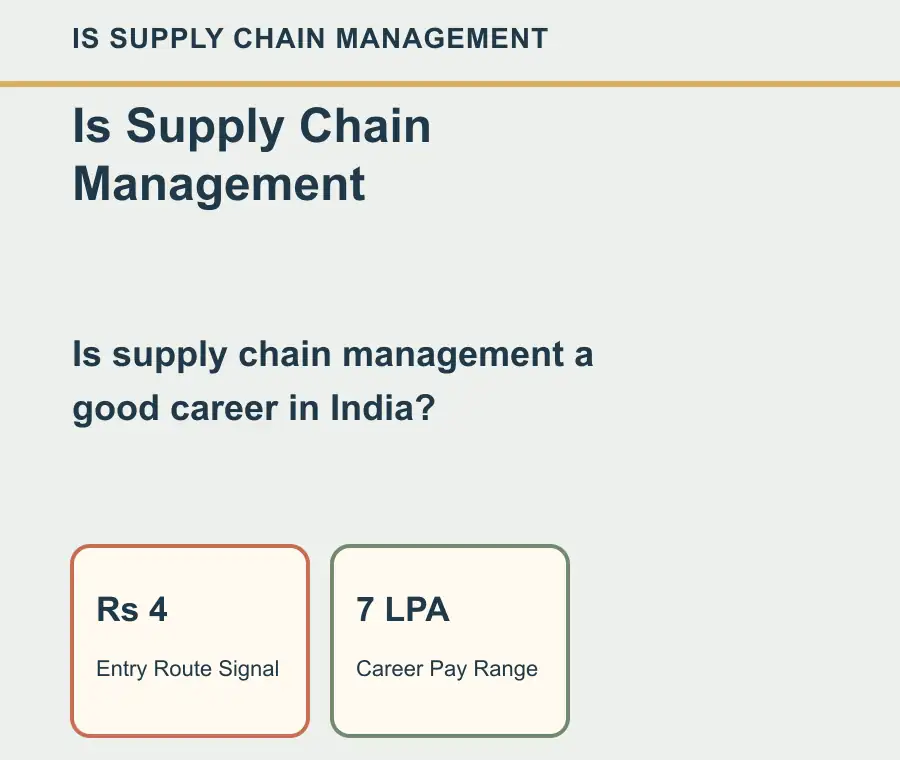 IS SUPPLY CHAIN MANAGEMENT
Is Supply Chain
Management
Is supply chain management a
good career in India?
Rs 4
Entry Route Signal
7 LPA
Career Pay Range